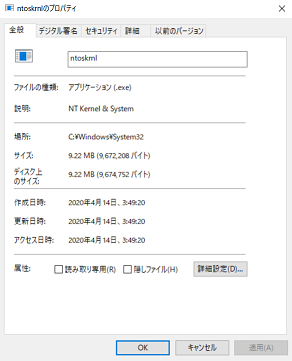 ntoskrnlのプロパティ
全般 デジタル署名 セキュリティ 詳細 以前のバージョン
ntoskrnl
ファイルの種類: アプリケーション (.exe)
説明: NT Kernel & System
場所: C:¥Windows¥System32
サイズ: 9.22 MB (9,672,208 バイト)
ディスク上
のサイズ: 9.22 MB (9,674,752 バイト)
作成日時: 2020年4月14日、3:49:20
更新日時: 2020年4月14日、3:49:20
アクセス日時: 2020年4月14日、3:49:20
属性: 読み取り専用(R) 隠しファイル(H) 詳細設定(D)...
OK キャンセル 適用(A)